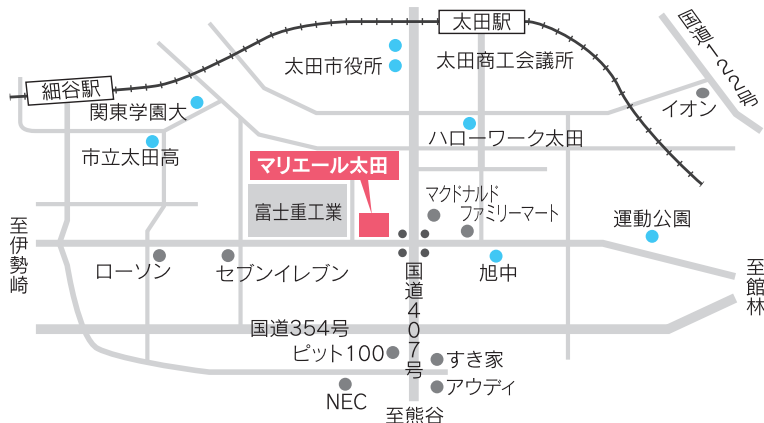 太田駅
国道122号
太田市役所
太田商工会議所
細谷駅
関東学園大
イオン
ハローワーク太田
市立太田高
マリエール太田
マクドナルド
ファミリーマート
富士重工業
運動公園
至伊勢崎
ローソン
セブンイレブン
国道407号
旭中
至館林
国道354号
ピット100
すき家
アウディ
NEC
至熊谷